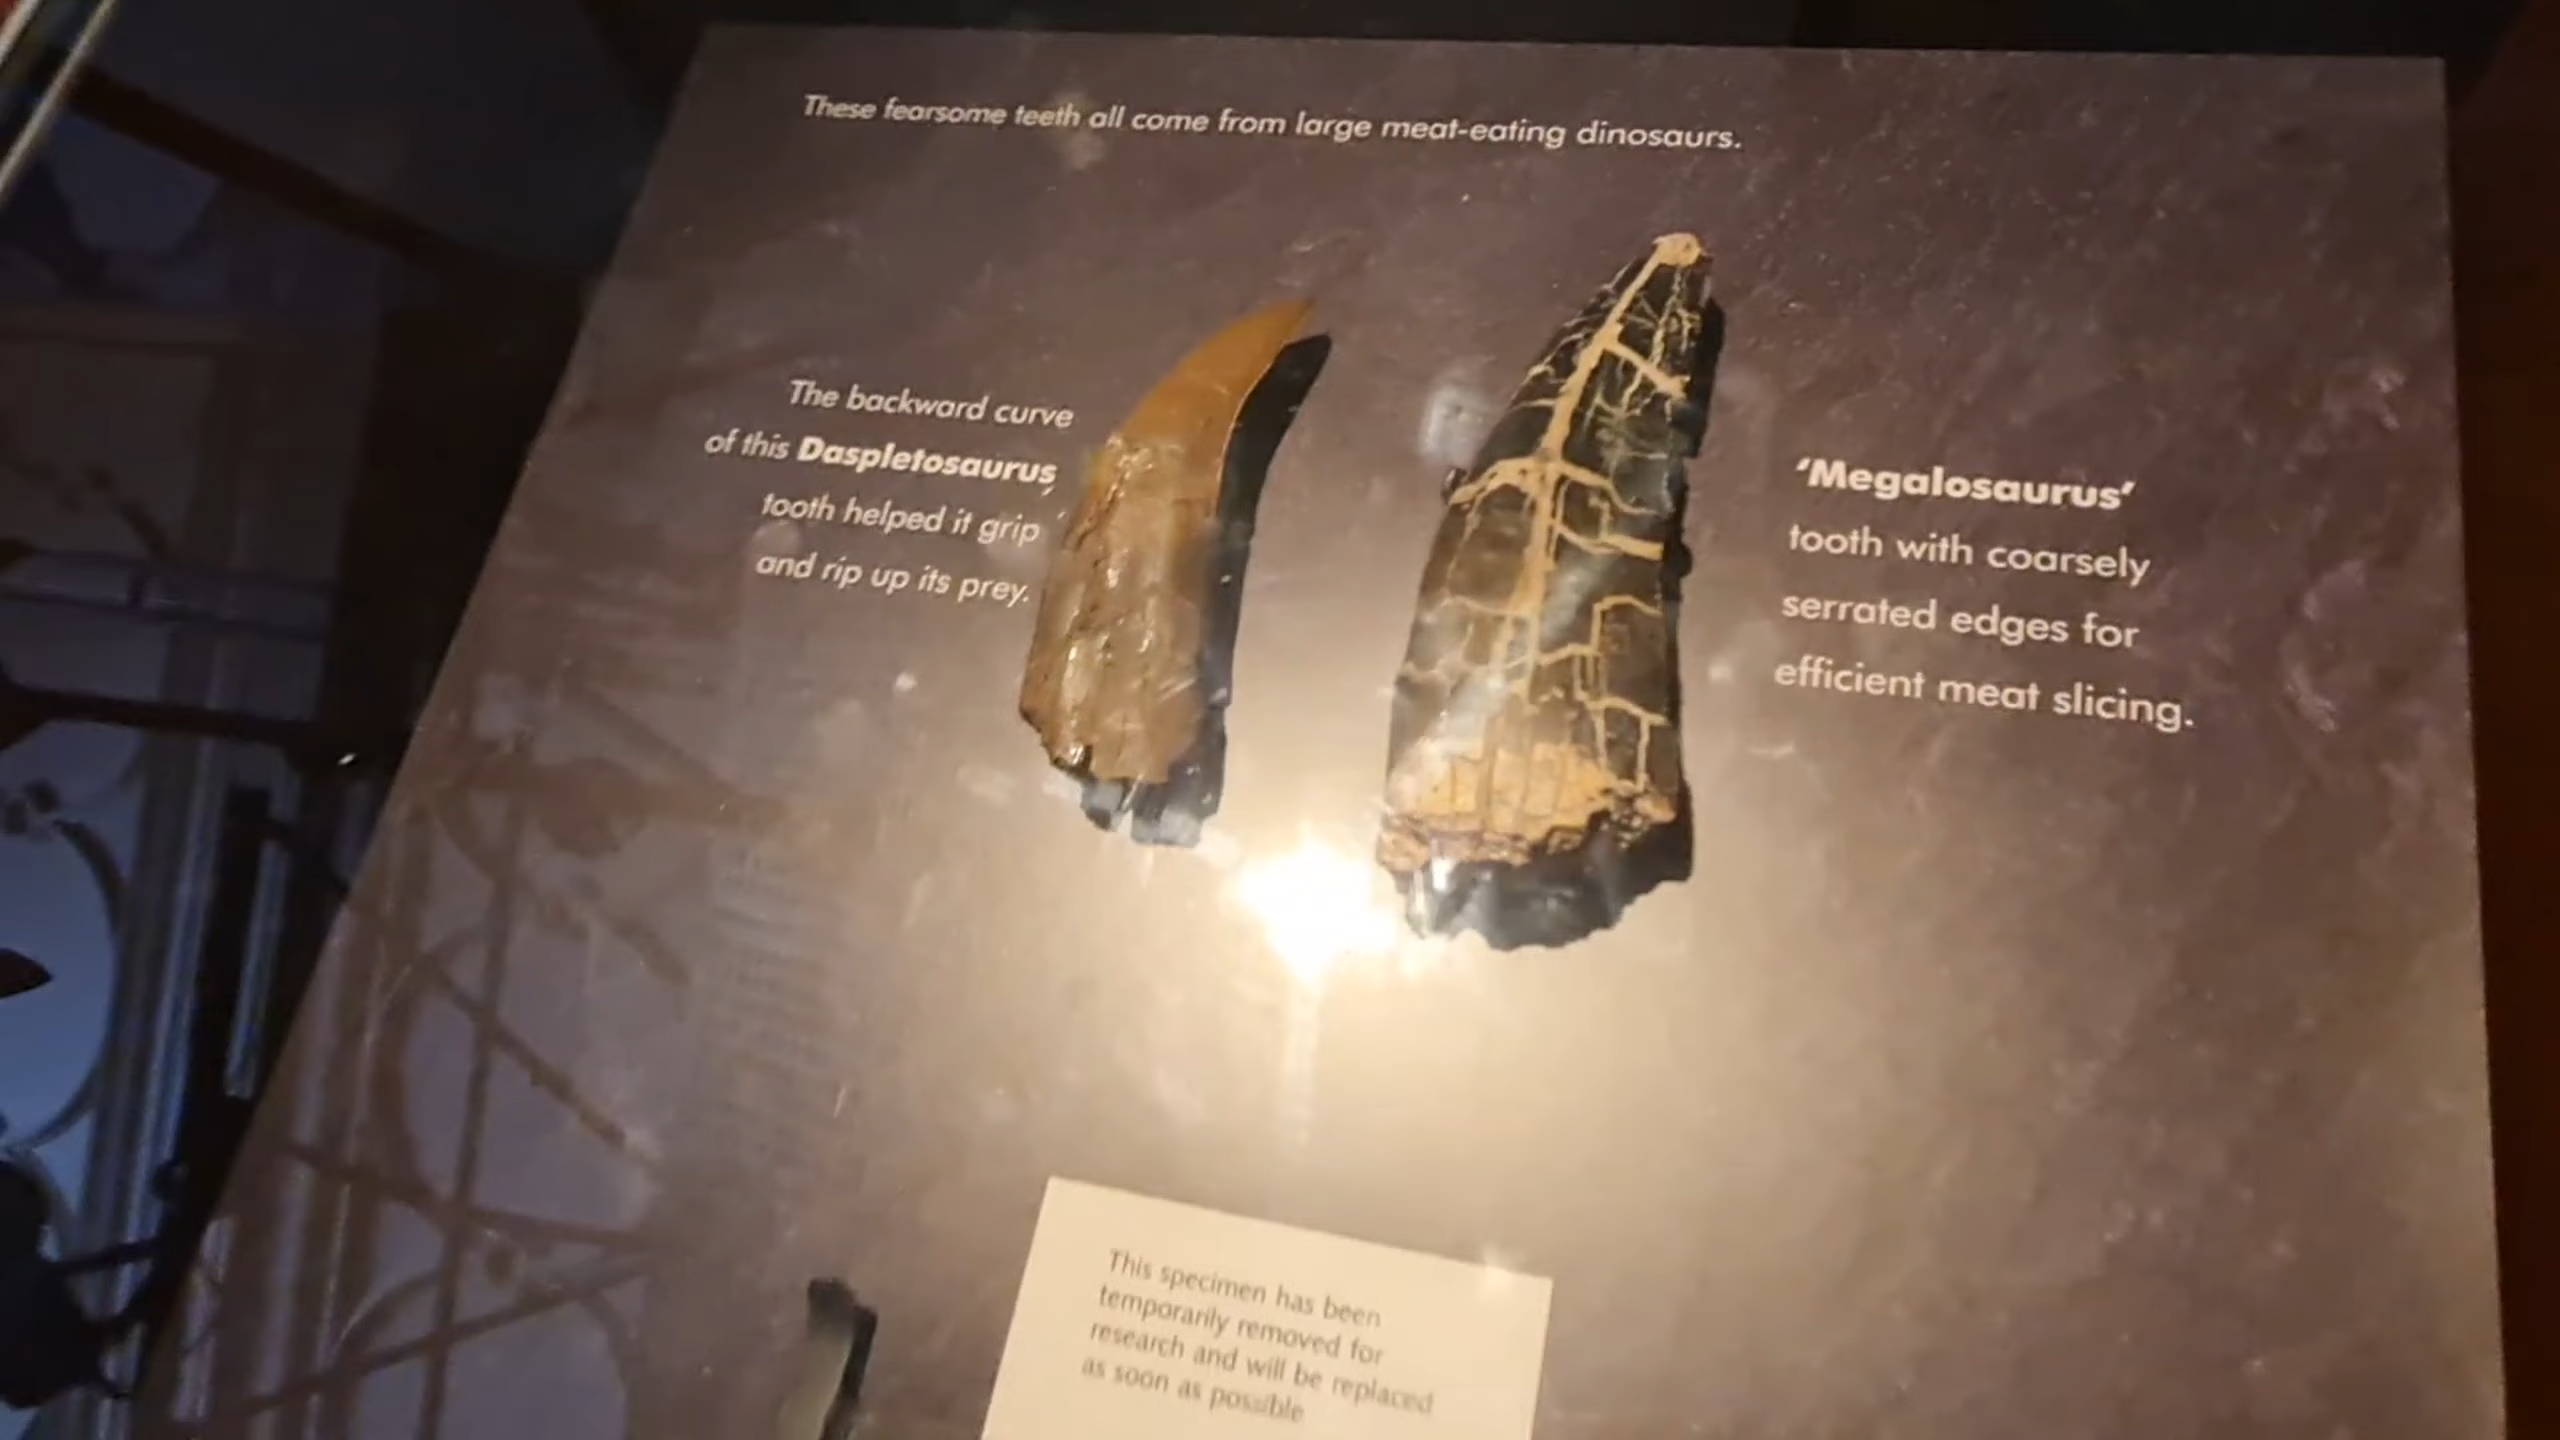 These fearsome teeth all come from large meat-eating dinosaurs.
The backward curve
of this Daspletosaurus,
tooth helped it grip
and rip up its prey.
‘Megalosaurus’
tooth with coarsely
serrated edges for
efficient meat slicing.
This specimen has been
temporarily removed for
research and will be replaced
as soon as possible